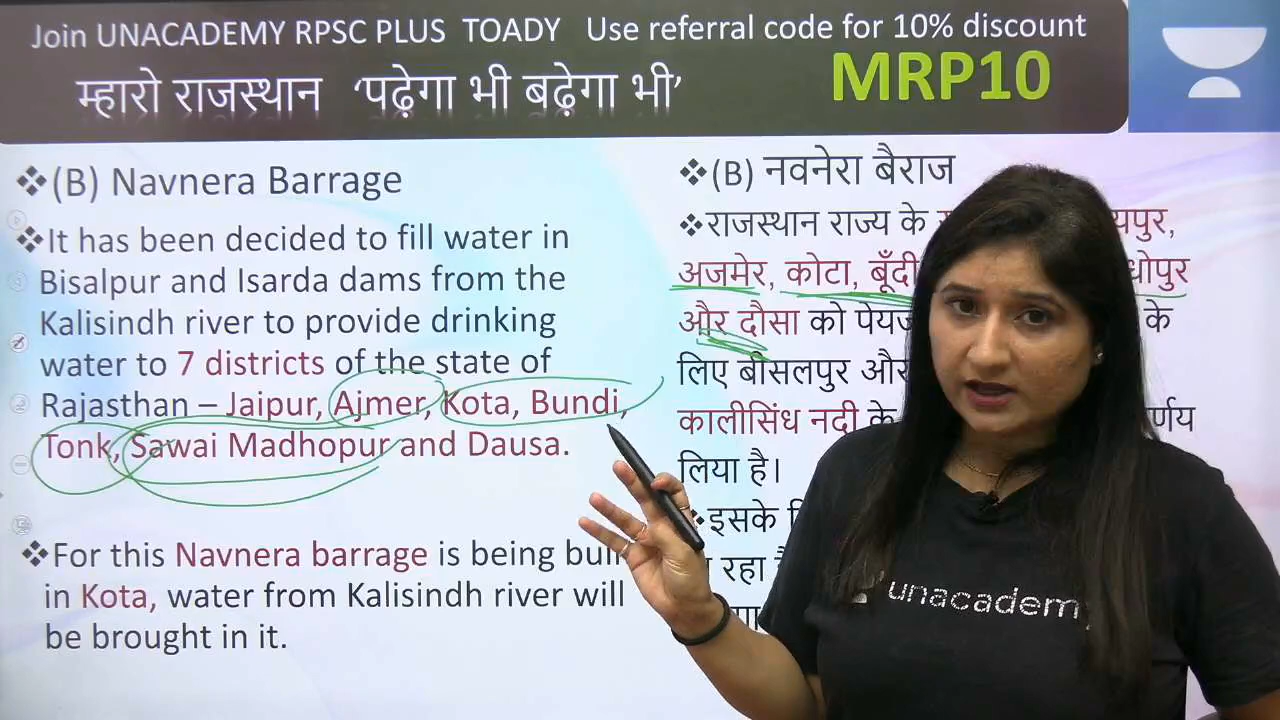 Join UNACADEMY RPSC PLUS TOADY Use referral code for 10% discount
म्हारो राजस्थान ‘पढ़ेगा भी बढ़ेगा भी’ MRP10
❖(B) Navnera Barrage
❖It has been decided to fill water in
Bisalpur and Isarda dams from the
Kalisindh river to provide drinking
water to 7 districts of the state of
Rajasthan – Jaipur, Ajmer, Kota, Bundi,
Tonk, Sawai Madhopur and Dausa.
❖For this Navnera barrage is being
in Kota, water from Kalisindh river will
be brought in it.
❖(B) नवनेरा बैराज
❖राजस्थान राज्य के
अजमेर, कोटा, बूँदी
और दौसा को के
लिए बीसलपुर और
कालीसिंध नदी के
लिया है।
इसके
रहा
unacademy